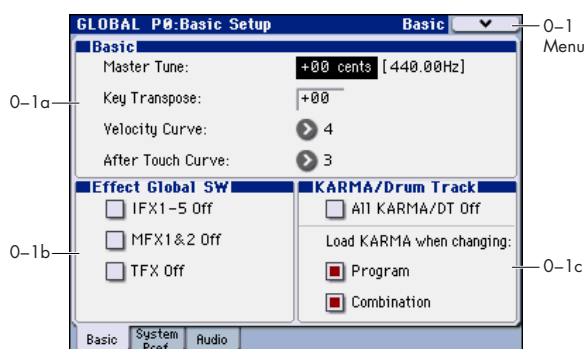 GLOBAL P0:Basic Setup Basic
0–1
Menu
Basic
Master Tune: +00 cents [440.00Hz]
0–1a
Key Transpose: +00
Velocity Curve: 4
After Touch Curve: 3
Effect Global SW
IFX1-5 Off
MFX1&2 Off
TFX Off
0–1b
KARMA/Drum Track
All KARMA/DT Off
Load KARMA when changing:
Program
Combination
0–1c
Basic
System
Pref
Audio